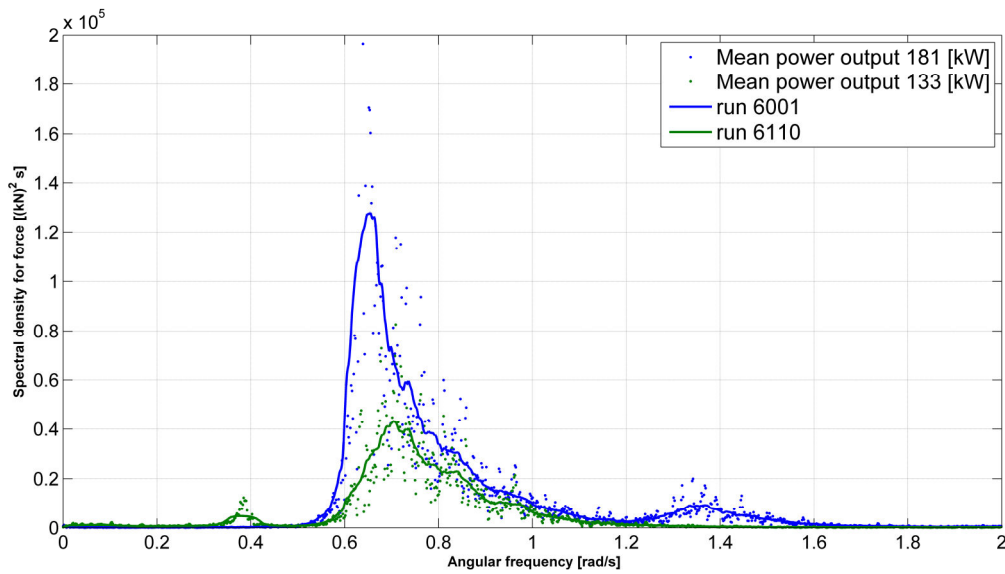 x 10^5
2
1.8
1.6
1.4
1.2
1
0.8
0.6
0.4
0.2
0
Spectral density for force [(kN)² s]
Mean power output 181 [kW]
Mean power output 133 [kW]
run 6001
run 6110
0 0.2 0.4 0.6 0.8 1 1.2 1.4 1.6 1.8 2
Angular frequency [rad/s]